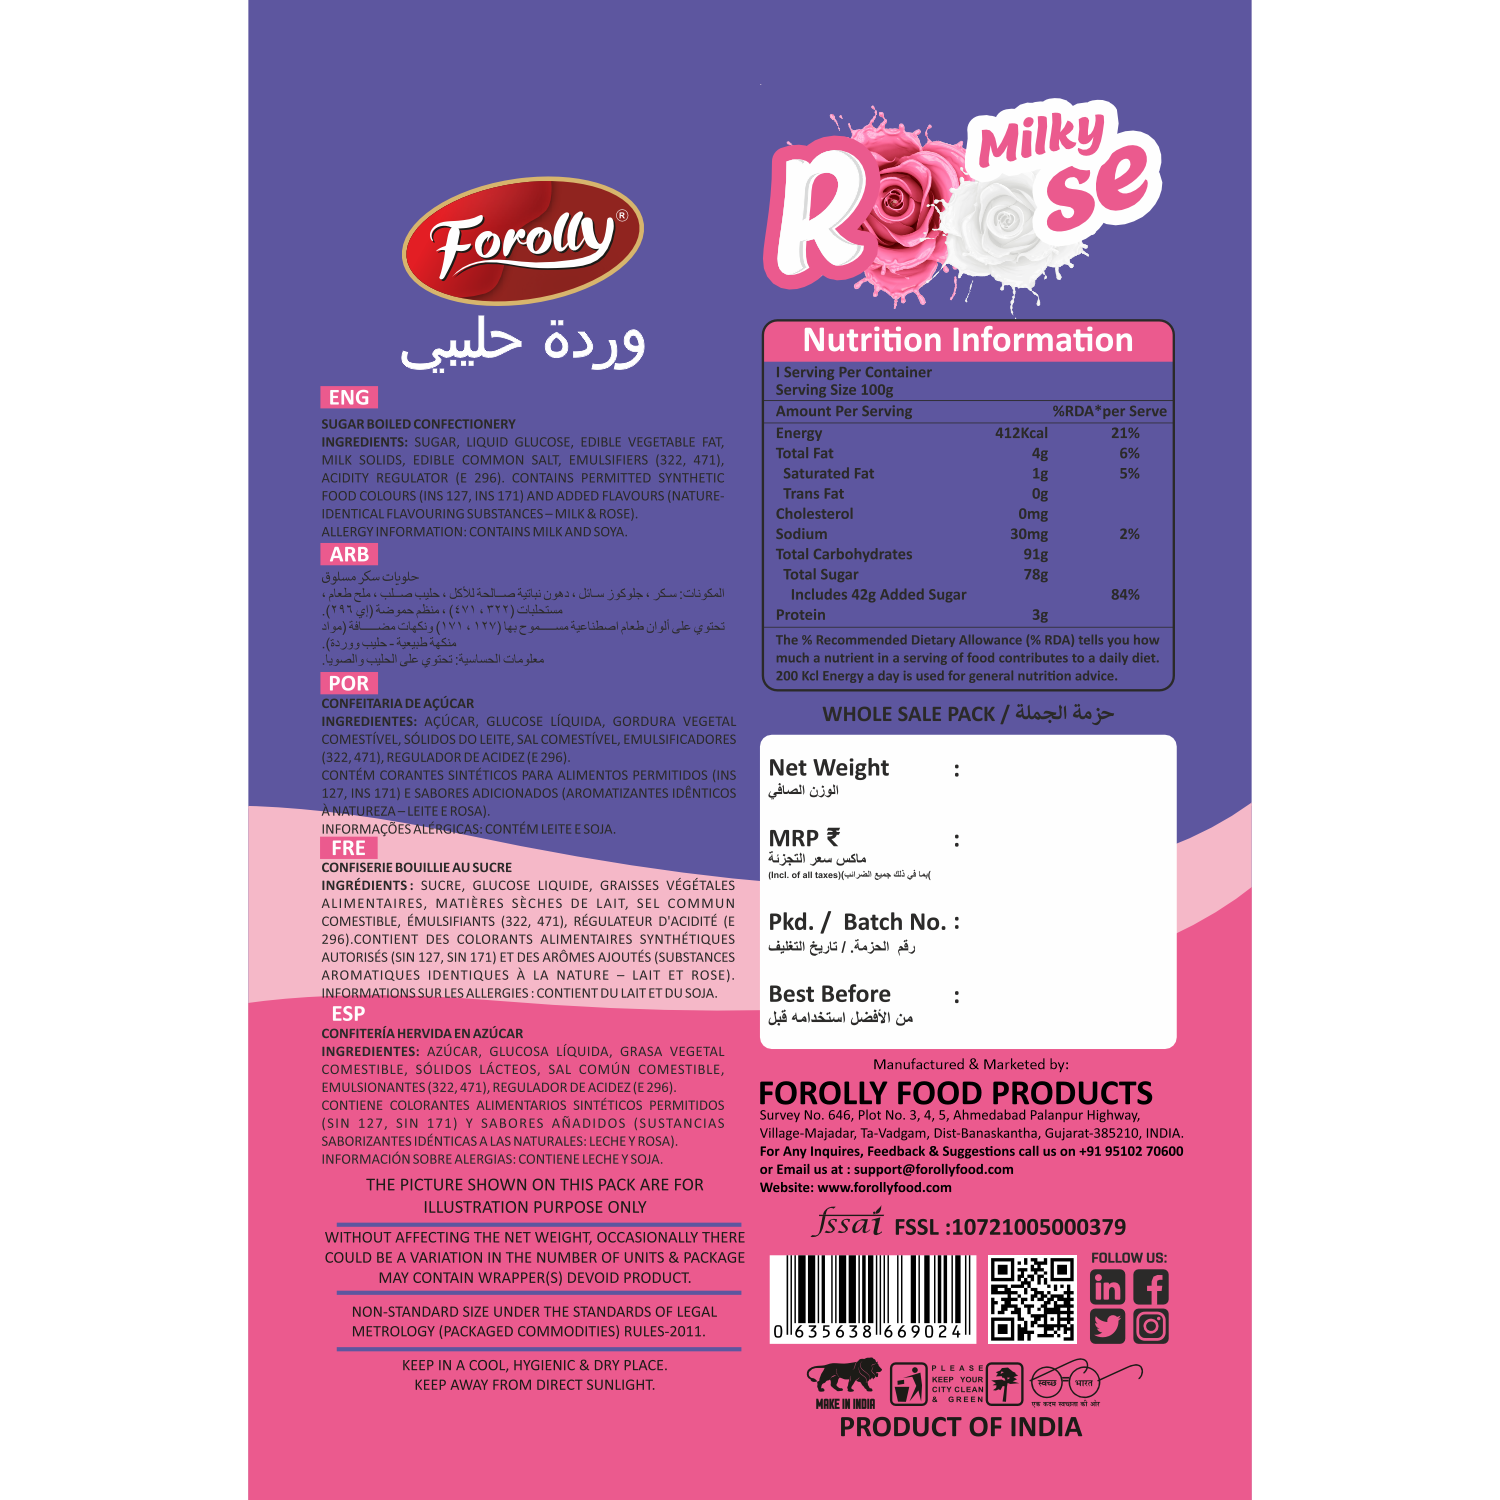 Forolly®
وردة حليبي
ENG
SUGAR BOILED CONFECTIONERY
INGREDIENTS: SUGAR, LIQUID GLUCOSE, EDIBLE VEGETABLE FAT,
MILK SOLIDS, EDIBLE COMMON SALT, EMULSIFIERS (322, 471),
ACIDITY REGULATOR (E 296). CONTAINS PERMITTED SYNTHETIC
FOOD COLOURS (INS 127, INS 171) AND ADDED FLAVOURS (NATURE-
IDENTICAL FLAVOURING SUBSTANCES – MILK & ROSE).
ALLERGY INFORMATION: CONTAINS MILK AND SOYA.
ARB
حلويات سكر مسلوق
المكونات: سكر ، جلوكوز سائل ، دهون نباتية صالحة للأكل ، حليب صلب ، ملح طعام ،
مستحلبات (٣٢٢ ، ٤٧١) ، منظم حموضة (إي ٢٩٦).
تحتوي على ألوان طعام اصطناعية مسموح بها (١٢٧ ، ١٧١) ونكهات مضافة (مواد
منكهة طبيعية - حليب ووردة).
معلومات الحساسية: تحتوي على الحليب والصويا.
POR
CONFEITARIA DE AÇÚCAR
INGREDIENTES: AÇÚCAR, GLUCOSE LÍQUIDA, GORDURA VEGETAL
COMESTÍVEL, SÓLIDOS DO LEITE, SAL COMESTÍVEL, EMULSIFICADORES
(322, 471), REGULADOR DE ACIDEZ (E 296).
CONTÉM CORANTES SINTÉTICOS PARA ALIMENTOS PERMITIDOS (INS
127, INS 171) E SABORES ADICIONADOS (AROMATIZANTES IDÊNTICOS
À NATUREZA – LEITE E ROSA).
INFORMAÇÕES ALÉRGICAS: CONTÉM LEITE E SOJA.
FRE
CONFISERIE BOUILLIE AU SUCRE
INGRÉDIENTS : SUCRE, GLUCOSE LIQUIDE, GRAISSES VÉGÉTALES
ALIMENTAIRES, MATIÈRES SÈCHES DE LAIT, SEL COMMUN
COMESTIBLE, ÉMULSIFIANTS (322, 471), RÉGULATEUR D'ACIDITÉ (E
296).CONTIENT DES COLORANTS ALIMENTAIRES SYNTHÉTIQUES
AUTORISÉS (SIN 127, SIN 171) ET DES ARÔMES AJOUTÉS (SUBSTANCES
AROMATIQUES IDENTIQUES À LA NATURE – LAIT ET ROSE).
INFORMATIONS SUR LES ALLERGIES : CONTIENT DU LAIT ET DU SOJA.
ESP
CONFITERÍA HERVIDA EN AZÚCAR
INGREDIENTES: AZÚCAR, GLUCOSA LÍQUIDA, GRASA VEGETAL
COMESTIBLE, SÓLIDOS LÁCTEOS, SAL COMÚN COMESTIBLE,
EMULSIONANTES (322, 471), REGULADOR DE ACIDEZ (E 296).
CONTIENE COLORANTES ALIMENTARIOS SINTÉTICOS PERMITIDOS
(SIN 127, SIN 171) Y SABORES AÑADIDOS (SUSTANCIAS
SABORIZANTES IDÉNTICAS A LAS NATURALES: LECHE Y ROSA).
INFORMACIÓN SOBRE ALERGIAS: CONTIENE LECHE Y SOJA.
THE PICTURE SHOWN ON THIS PACK ARE FOR
ILLUSTRATION PURPOSE ONLY
WITHOUT AFFECTING THE NET WEIGHT, OCCASIONALLY THERE
COULD BE A VARIATION IN THE NUMBER OF UNITS & PACKAGE
MAY CONTAIN WRAPPER(S) DEVOID PRODUCT.
NON-STANDARD SIZE UNDER THE STANDARDS OF LEGAL
METROLOGY (PACKAGED COMMODITIES) RULES-2011.
KEEP IN A COOL, HYGIENIC & DRY PLACE.
KEEP AWAY FROM DIRECT SUNLIGHT.
Milky
R se
Nutrition Information
I Serving Per Container
Serving Size 100g
Amount Per Serving %RDA*per Serve
Energy 412Kcal 21%
Total Fat 4g 6%
Saturated Fat 1g 5%
Trans Fat 0g
Cholesterol 0mg
Sodium 30mg 2%
Total Carbohydrates 91g
Total Sugar 78g
Includes 42g Added Sugar 84%
Protein 3g
The % Recommended Dietary Allowance (% RDA) tells you how
much a nutrient in a serving of food contributes to a daily diet.
200 Kcl Energy a day is used for general nutrition advice.
WHOLE SALE PACK / حزمة الجملة
Net Weight :
الوزن الصافي
MRP ₹ :
ماكس سعر التجزئة
(Incl. of all taxes)(بما في ذلك جميع الضرائب(
Pkd. / Batch No. :
رقم الحزمة. / تاريخ التغليف
Best Before :
من الأفضل استخدامه قبل
Manufactured & Marketed by:
FOROLLY FOOD PRODUCTS
Survey No. 646, Plot No. 3, 4, 5, Ahmedabad Palanpur Highway,
Village-Majadar, Ta-Vadgam, Dist-Banaskantha, Gujarat-385210, INDIA.
For Any Inquires, Feedback & Suggestions call us on +91 95102 70600
or Email us at : support@forollyfood.com
Website: www.forollyfood.com
fssai FSSL :10721005000379
FOLLOW US:
0 635638 669024
MAKE IN INDIA
PLEASE
KEEP YOUR
CITY CLEAN
& GREEN
स्वच्छ भारत
एक कदम स्वच्छता की ओर
PRODUCT OF INDIA